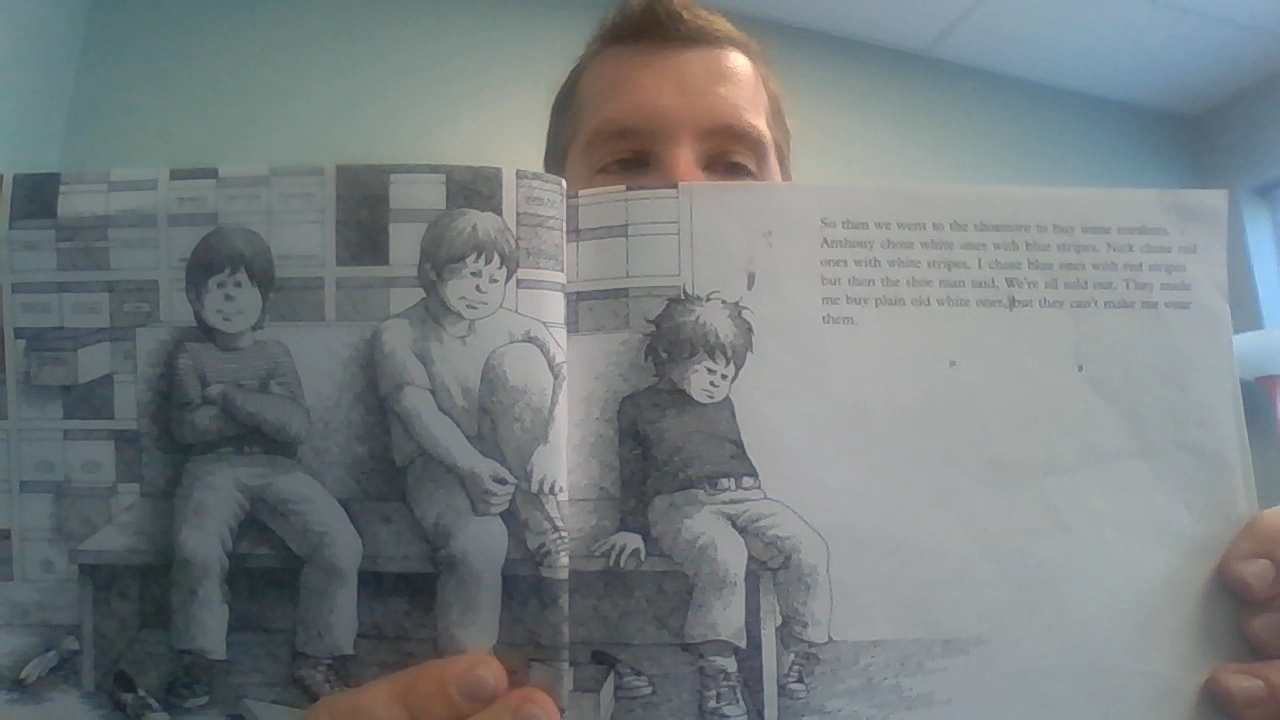 So then we went to the shoestore to buy some sneakers.
Anthony chose white ones with blue stripes. Nick chose red
ones with white stripes. I chose blue ones with red stripes
but then the shoe man said, We're all sold out. They made
me buy plain old white ones, but they can't make me wear
them.